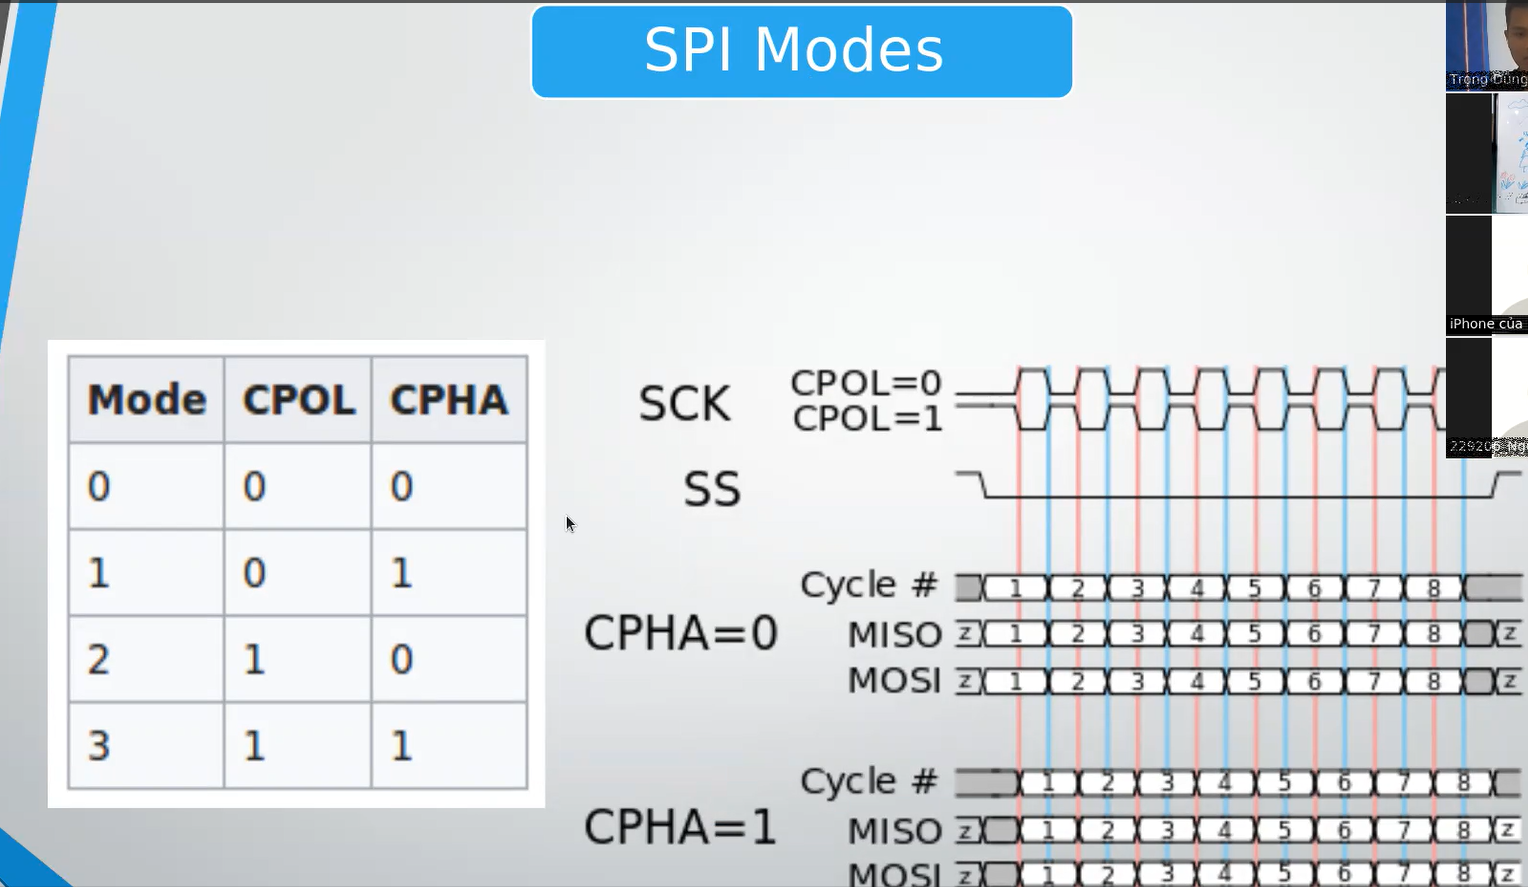 SPI Modes
Trọng Dũng
iPhone của
Mode CPOL CPHA
0 0 0
1 0 1
2 1 0
3 1 1
SCK
CPOL=0
CPOL=1
SS
CPHA=0
Cycle # 1 2 3 4 5 6 7 8
MISO z 1 2 3 4 5 6 7 8 z
MOSI z 1 2 3 4 5 6 7 8 z
CPHA=1
Cycle # 1 2 3 4 5 6 7 8
MISO z 1 2 3 4 5 6 7 8 z
MOSI z 1 2 3 4 5 6 7 8 z